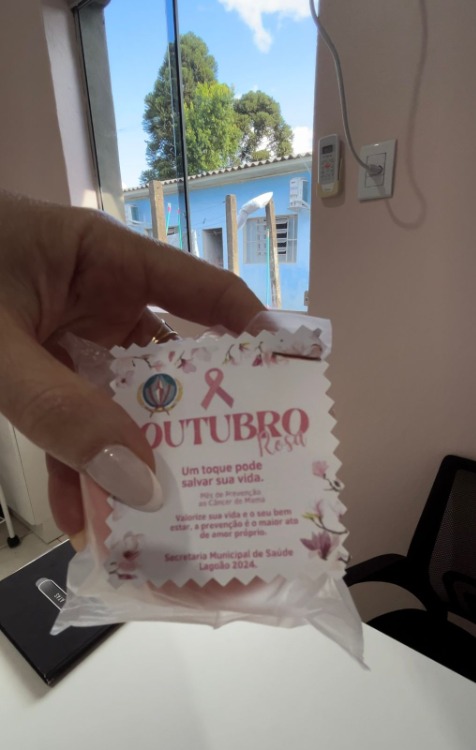 OUTUBRO
Rosa
Um toque pode
salvar sua vida.
Mês de Prevenção
ao Câncer de Mama
Valorize sua vida e o seu bem
estar, a prevenção é o maior ato
de amor próprio.
Secretaria Municipal de Saúde
Lagoão 2024.